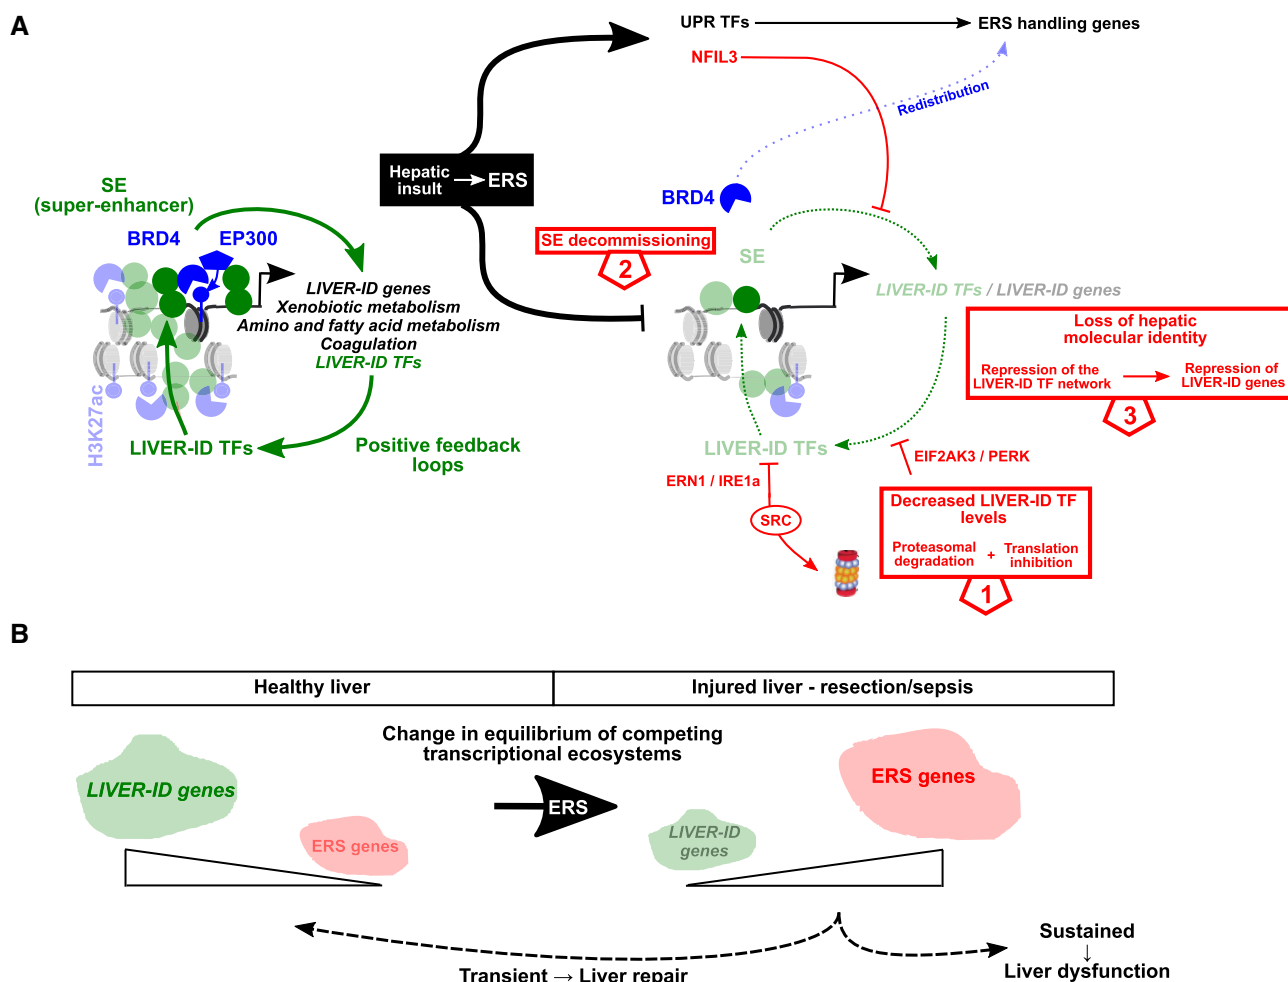 A
UPR TFs
ERS handling genes
NFIL3
Redistribution
Hepatic
insult
ERS
SE
(super-enhancer)
BRD4
EP300
BRD4
SE decommissioning
2
SE
LIVER-ID genes
Xenobiotic metabolism
Amino and fatty acid metabolism
Coagulation
LIVER-ID TFs
LIVER-ID TFs / LIVER-ID genes
Loss of hepatic
molecular identity
Repression of the
LIVER-ID TF network
Repression of
LIVER-ID genes
3
H3K27ac
LIVER-ID TFs
Positive feedback
loops
LIVER-ID TFs
EIF2AK3 / PERK
ERN1 / IRE1a
SRC
Decreased LIVER-ID TF
levels
Proteasomal
degradation
+
Translation
inhibition
1
B
Healthy liver
Injured liver - resection/sepsis
Change in equilibrium of competing
transcriptional ecosystems
LIVER-ID genes
ERS genes
ERS
LIVER-ID
genes
ERS genes
Transient → Liver repair
Sustained
↓
Liver dysfunction